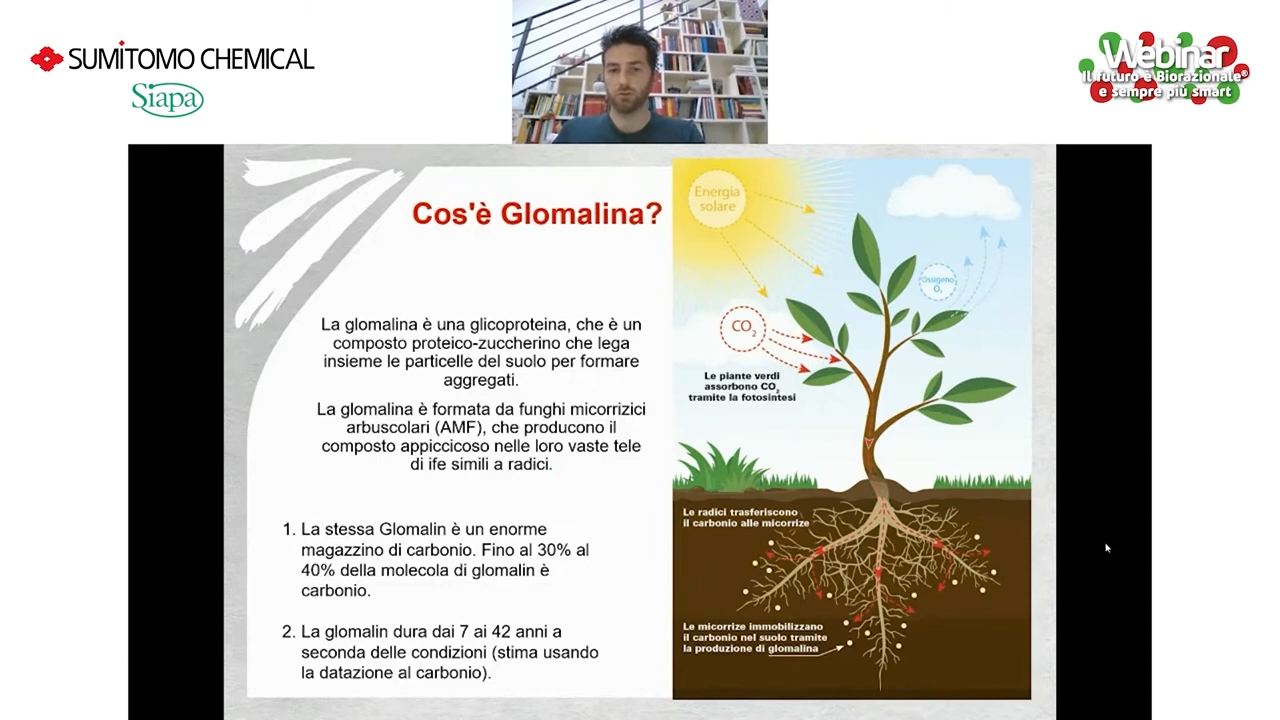 SUMITOMO CHEMICAL
Siapa
Webinar
Il futuro è Biorazionale®
e sempre più smart
Cos'è Glomalina?
La glomalina è una glicoproteina, che è un
composto proteico-zuccherino che lega
insieme le particelle del suolo per formare
aggregati.
La glomalina è formata da funghi micorrizici
arbuscolari (AMF), che producono il
composto appiccicoso nelle loro vaste tele
di ife simili a radici.
1. La stessa Glomalin è un enorme
magazzino di carbonio. Fino al 30% al
40% della molecola di glomalin è
carbonio.
2. La glomalin dura dai 7 ai 42 anni a
seconda delle condizioni (stima usando
la datazione al carbonio).
Energia
solare
Ossigeno
O₂
CO₂
Le piante verdi
assorbono CO₂
tramite la fotosintesi
Le radici trasferiscono
il carbonio alle micorrize
Le micorrize immobilizzano
il carbonio nel suolo tramite
la produzione di glomalina